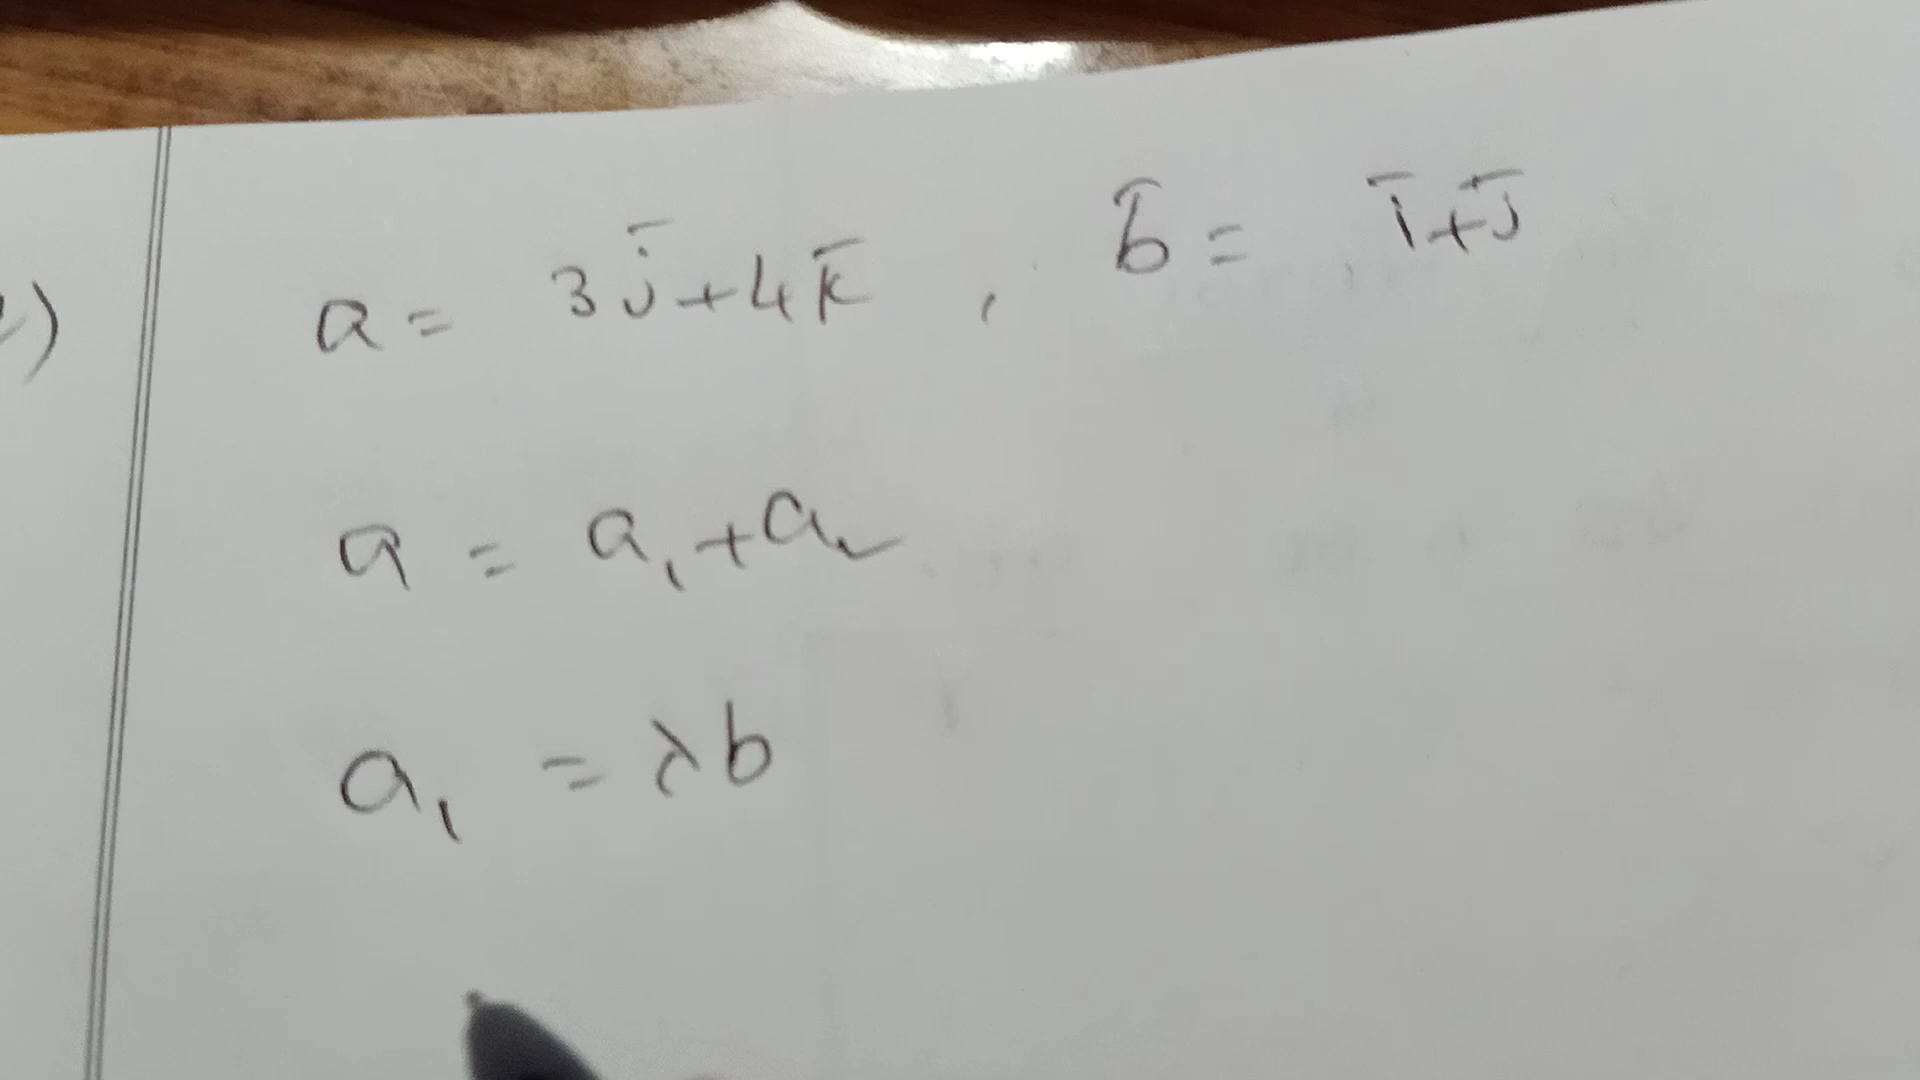 a = 3j̄+4k̄ , b̄ = ī+j̄
a = a₁+a₂
a₁ = λb